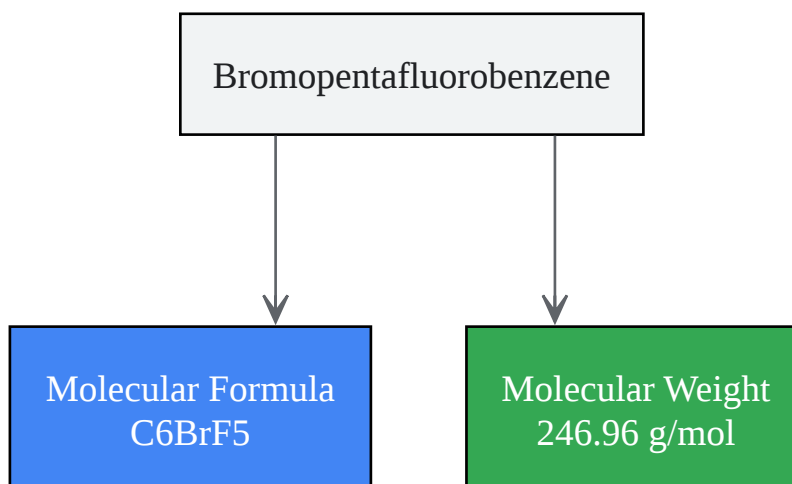 Bromopentafluorobenzene
Molecular Formula
C6BrF5
Molecular Weight
246.96 g/mol